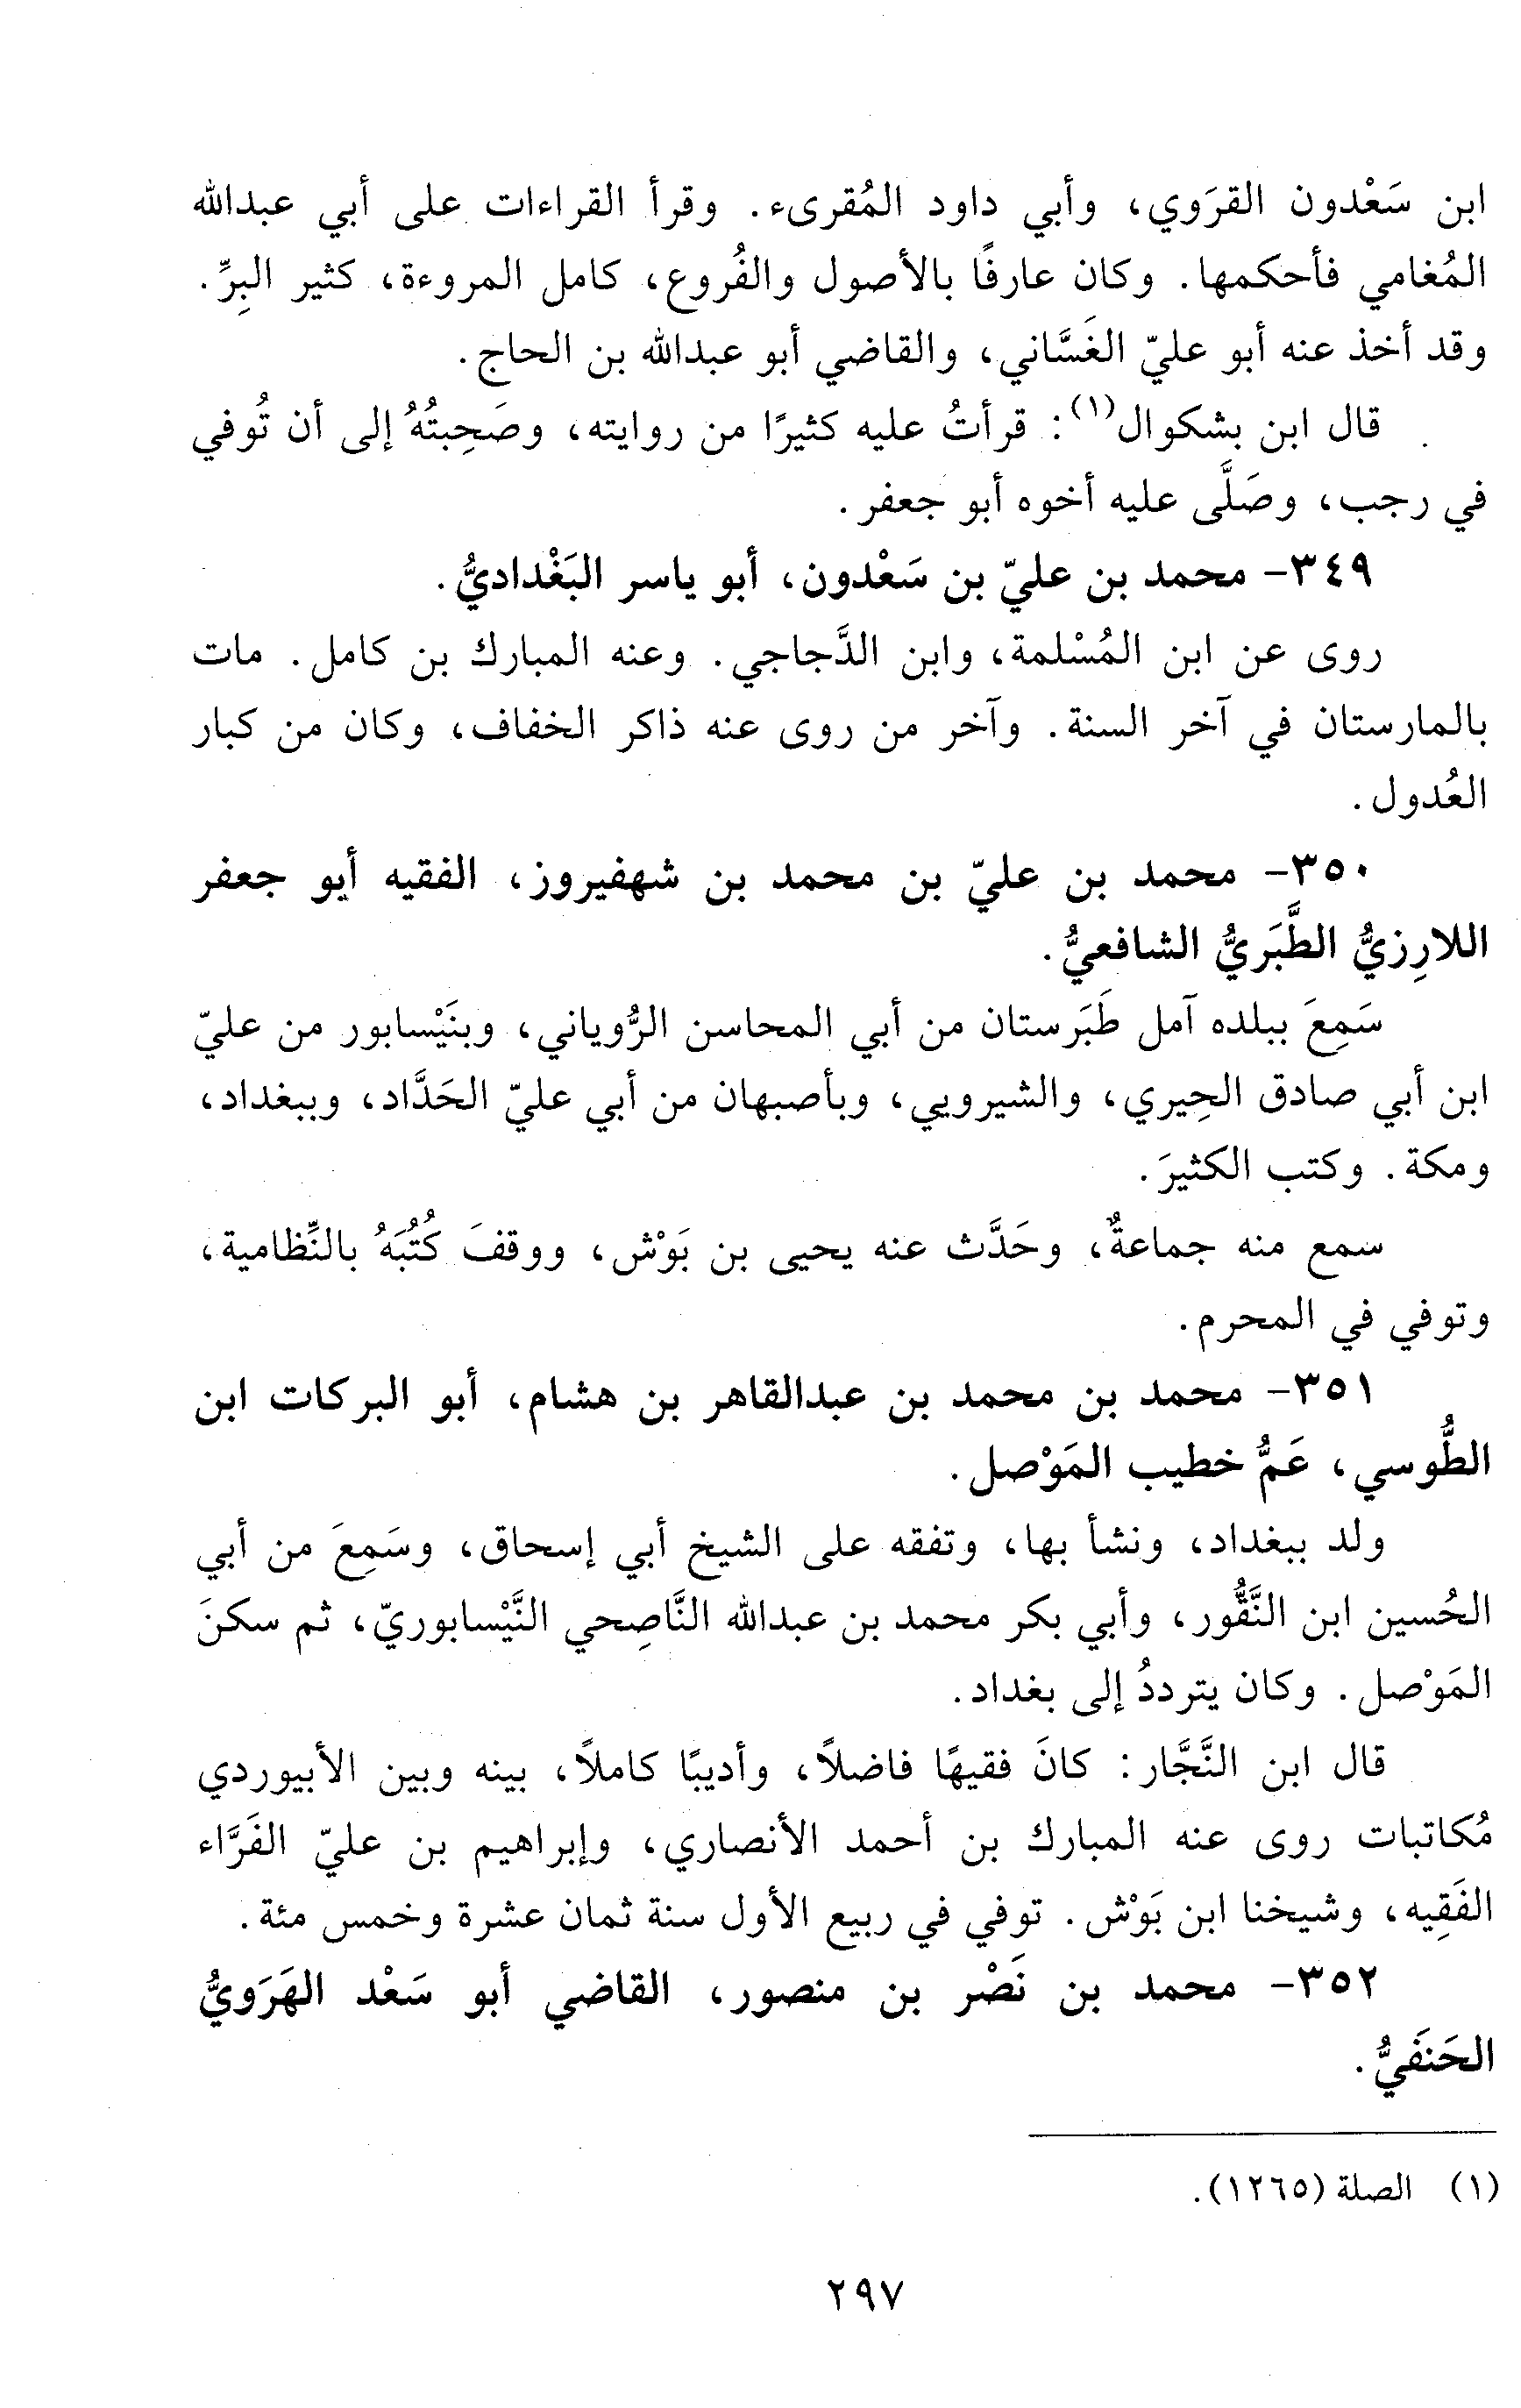 ابن سَعْدون القرَوي، وأبي داود المُقرىء. وقرأ القراءات على أبي عبدالله
المُغامي فأحكمها. وكان عارفًا بالأصول والفُروع، كامل المروءة، كثير البِرِّ.
وقد أخذ عنه أبو عليّ الغَسَّاني، والقاضي أبو عبدالله بن الحاج.
قال ابن بشكوال(١): قرأتُ عليه كثيرًا من روايته، وصَحِبتُهُ إلى أن تُوفي
في رجب، وصَلَّى عليه أخوه أبو جعفر.
٣٤٩- محمد بن عليّ بن سَعْدون، أبو ياسر البَغْداديُّ.
روى عن ابن المُسْلمة، وابن الدَّجاجي. وعنه المبارك بن كامل. مات
بالمارستان في آخر السنة. وآخر من روى عنه ذاكر الخفاف، وكان من كبار
العُدول.
٣٥٠- محمد بن عليّ بن محمد بن شهفيروز، الفقيه أبو جعفر
اللارِزيُّ الطَّبَريُّ الشافعيُّ.
سَمِعَ ببلده آمل طَبَرستان من أبي المحاسن الرُّوياني، وبنَيْسابور من عليّ
ابن أبي صادق الحِيري، والشيرويي، وبأصبهان من أبي عليّ الحَدَّاد، وببغداد،
ومكة. وكتب الكثيرَ.
سمع منه جماعةٌ، وحَدَّث عنه يحيى بن بَوْش، ووقفَ كُتُبَهُ بالنِّظامية،
وتوفي في المحرم.
٣٥١- محمد بن محمد بن عبدالقاهر بن هشام، أبو البركات ابن
الطُّوسي، عَمُّ خطيب المَوْصل.
ولد ببغداد، ونشأ بها، وتفقه على الشيخ أبي إسحاق، وسَمِعَ من أبي
الحُسين ابن النَّقُّور، وأبي بكر محمد بن عبدالله النَّاصِحي النَّيْسابوريّ، ثم سكنَ
المَوْصل. وكان يترددُ إلى بغداد.
قال ابن النَّجَّار: كانَ فقيهًا فاضلاً، وأديبًا كاملاً، بينه وبين الأبيوردي
مُكاتبات روى عنه المبارك بن أحمد الأنصاري، وإبراهيم بن عليّ الفَرَّاء
الفَقِيه، وشيخنا ابن بَوْش. توفي في ربيع الأول سنة ثمان عشرة وخمس مئة.
٣٥٢- محمد بن نَصْر بن منصور، القاضي أبو سَعْد الهَرَويُّ
الحَنَفَيُّ.
(١) الصلة (١٢٦٥).
٢٩٧